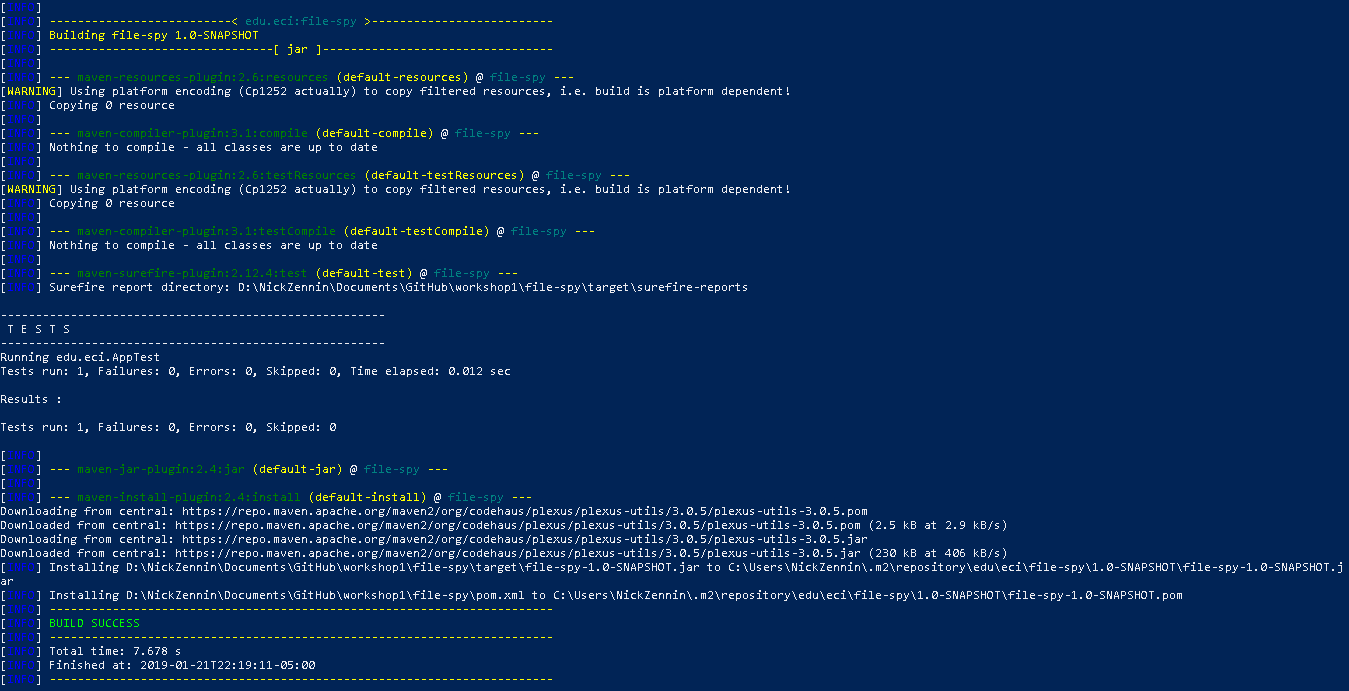 [INFO]
[INFO] --------------------------< edu.eci:file-spy >--------------------------
[INFO] Building file-spy 1.0-SNAPSHOT
[INFO] --------------------------------[ jar ]---------------------------------
[INFO]
[INFO] --- maven-resources-plugin:2.6:resources (default-resources) @ file-spy ---
[WARNING] Using platform encoding (Cp1252 actually) to copy filtered resources, i.e. build is platform dependent!
[INFO] Copying 0 resource
[INFO]
[INFO] --- maven-compiler-plugin:3.1:compile (default-compile) @ file-spy ---
[INFO] Nothing to compile - all classes are up to date
[INFO]
[INFO] --- maven-resources-plugin:2.6:testResources (default-testResources) @ file-spy ---
[WARNING] Using platform encoding (Cp1252 actually) to copy filtered resources, i.e. build is platform dependent!
[INFO] Copying 0 resource
[INFO]
[INFO] --- maven-compiler-plugin:3.1:testCompile (default-testCompile) @ file-spy ---
[INFO] Nothing to compile - all classes are up to date
[INFO]
[INFO] --- maven-surefire-plugin:2.12.4:test (default-test) @ file-spy ---
[INFO] Surefire report directory: D:\NickZennin\Documents\GitHub\workshop1\file-spy\target\surefire-reports
-------------------------------------------------------
 T E S T S
-------------------------------------------------------
Running edu.eci.AppTest
Tests run: 1, Failures: 0, Errors: 0, Skipped: 0, Time elapsed: 0.012 sec
Results :
Tests run: 1, Failures: 0, Errors: 0, Skipped: 0
[INFO]
[INFO] --- maven-jar-plugin:2.4:jar (default-jar) @ file-spy ---
[INFO]
[INFO] --- maven-install-plugin:2.4:install (default-install) @ file-spy ---
Downloading from central: https://repo.maven.apache.org/maven2/org/codehaus/plexus/plexus-utils/3.0.5/plexus-utils-3.0.5.pom
Downloaded from central: https://repo.maven.apache.org/maven2/org/codehaus/plexus/plexus-utils/3.0.5/plexus-utils-3.0.5.pom (2.5 kB at 2.9 kB/s)
Downloading from central: https://repo.maven.apache.org/maven2/org/codehaus/plexus/plexus-utils/3.0.5/plexus-utils-3.0.5.jar
Downloaded from central: https://repo.maven.apache.org/maven2/org/codehaus/plexus/plexus-utils/3.0.5/plexus-utils-3.0.5.jar (230 kB at 406 kB/s)
[INFO] Installing D:\NickZennin\Documents\GitHub\workshop1\file-spy\target\file-spy-1.0-SNAPSHOT.jar to C:\Users\NickZennin\.m2\repository\edu\eci\file-spy\1.0-SNAPSHOT\file-spy-1.0-SNAPSHOT.j
ar
[INFO] Installing D:\NickZennin\Documents\GitHub\workshop1\file-spy\pom.xml to C:\Users\NickZennin\.m2\repository\edu\eci\file-spy\1.0-SNAPSHOT\file-spy-1.0-SNAPSHOT.pom
[INFO] ------------------------------------------------------------------------
[INFO] BUILD SUCCESS
[INFO] ------------------------------------------------------------------------
[INFO] Total time: 7.678 s
[INFO] Finished at: 2019-01-21T22:19:11-05:00
[INFO] ------------------------------------------------------------------------